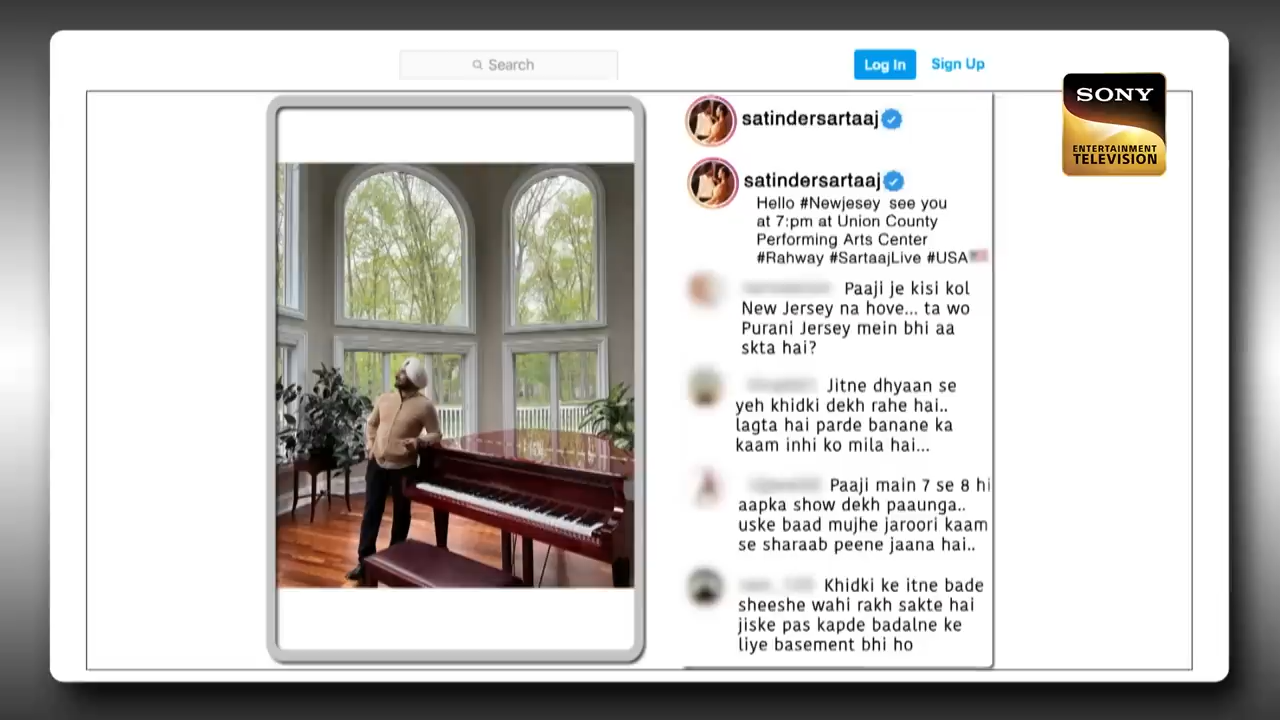 Search
Log In
Sign Up
SONY
ENTERTAINMENT
TELEVISION
satindersartaaj
satindersartaaj
Hello #Newjesey see you
at 7:pm at Union County
Performing Arts Center
#Rahway #SartaajLive #USA
Paaji je kisi kol
New Jersey na hove... ta wo
Purani Jersey mein bhi aa
skta hai?
Jitne dhyaan se
yeh khidki dekh rahe hai..
lagta hai parde banane ka
kaam inhi ko mila hai...
Paaji main 7 se 8 hi
aapka show dekh paaunga..
uske baad mujhe jaroori kaam
se sharaab peene jaana hai..
Khidki ke itne bade
sheeshe wahi rakh sakte hai
jiske pas kapde badalne ke
liye basement bhi ho